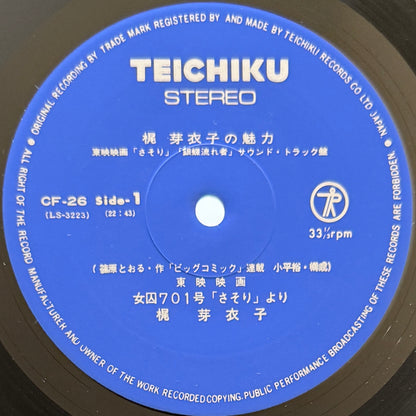 ORIGINAL RECORDING BY TRADE MARK REGISTERED BY AND MADE BY TEICHIKU RECORDS CO LTD JAPAN. ●
● ALL RIGHT OF THE RECORD MANUFACTURER AND OWNER OF THE WORK RECORDED COPYING·PUBLIC PERFORMANCE BROADCASTING OF THESE RECORDS ARE FORBIDDEN. ●
TEICHIKU
STEREO
梶芽衣子の魅力
東映映画「さそり」「銀蝶流れ者」サウンド・トラック盤
CF-26 Side-1
(LS-3223) (22:43)
33 1/3 rpm
(篠原とおる・作「ビッグコミック」連載 小平裕・構成)
東映映画
女囚701号「さそり」より
梶芽衣子